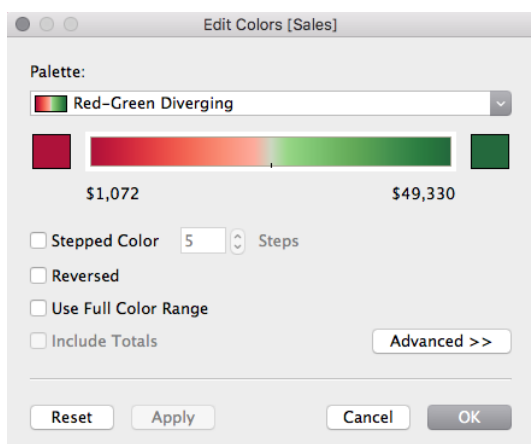 Edit Colors [Sales]
Palette:
Red-Green Diverging
$1,072 $49,330
Stepped Color 5 Steps
Reversed
Use Full Color Range
Include Totals Advanced >>
Reset Apply Cancel OK